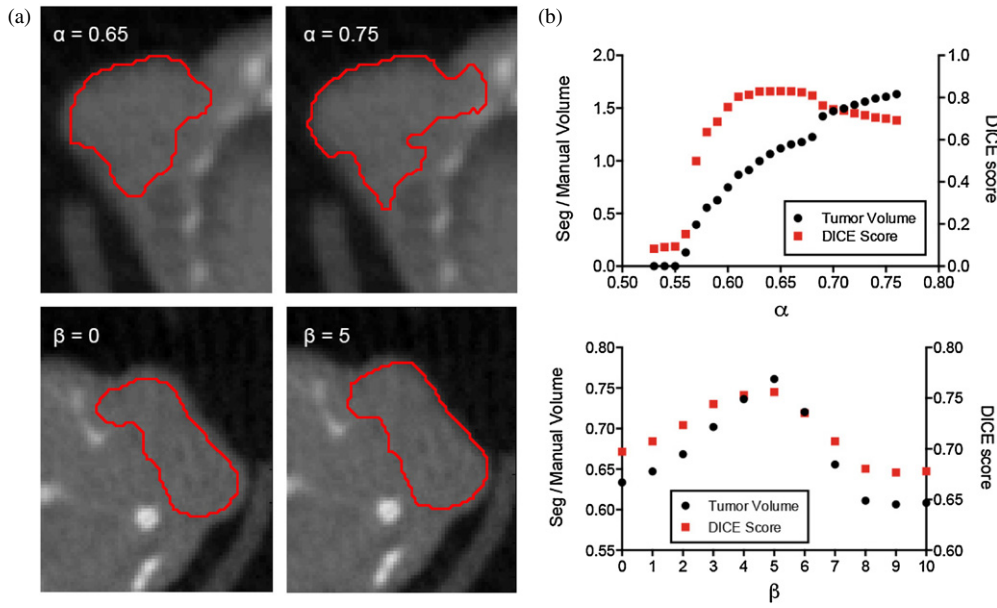 (a)
α = 0.65
α = 0.75
β = 0
β = 5
(b)
2.0
1.5
1.0
0.5
0.0
Seg / Manual Volume
1.0
0.8
0.6
0.4
0.2
0.0
DICE score
Tumor Volume
DICE Score
0.50 0.55 0.60 0.65 0.70 0.75 0.80
α
0.80
0.75
0.70
0.65
0.60
0.55
Seg / Manual Volume
0.80
0.75
0.70
0.65
0.60
DICE score
Tumor Volume
DICE Score
0 1 2 3 4 5 6 7 8 9 10
β